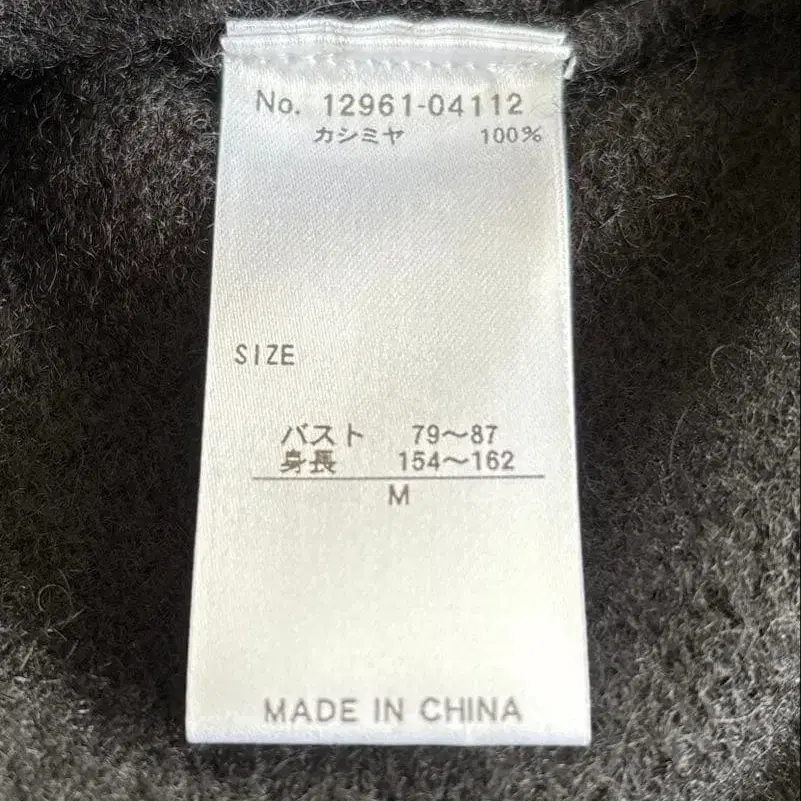 No. 12961-04112
カシミヤ 100%
SIZE
バスト 79～87
身長 154～162
M
MADE IN CHINA